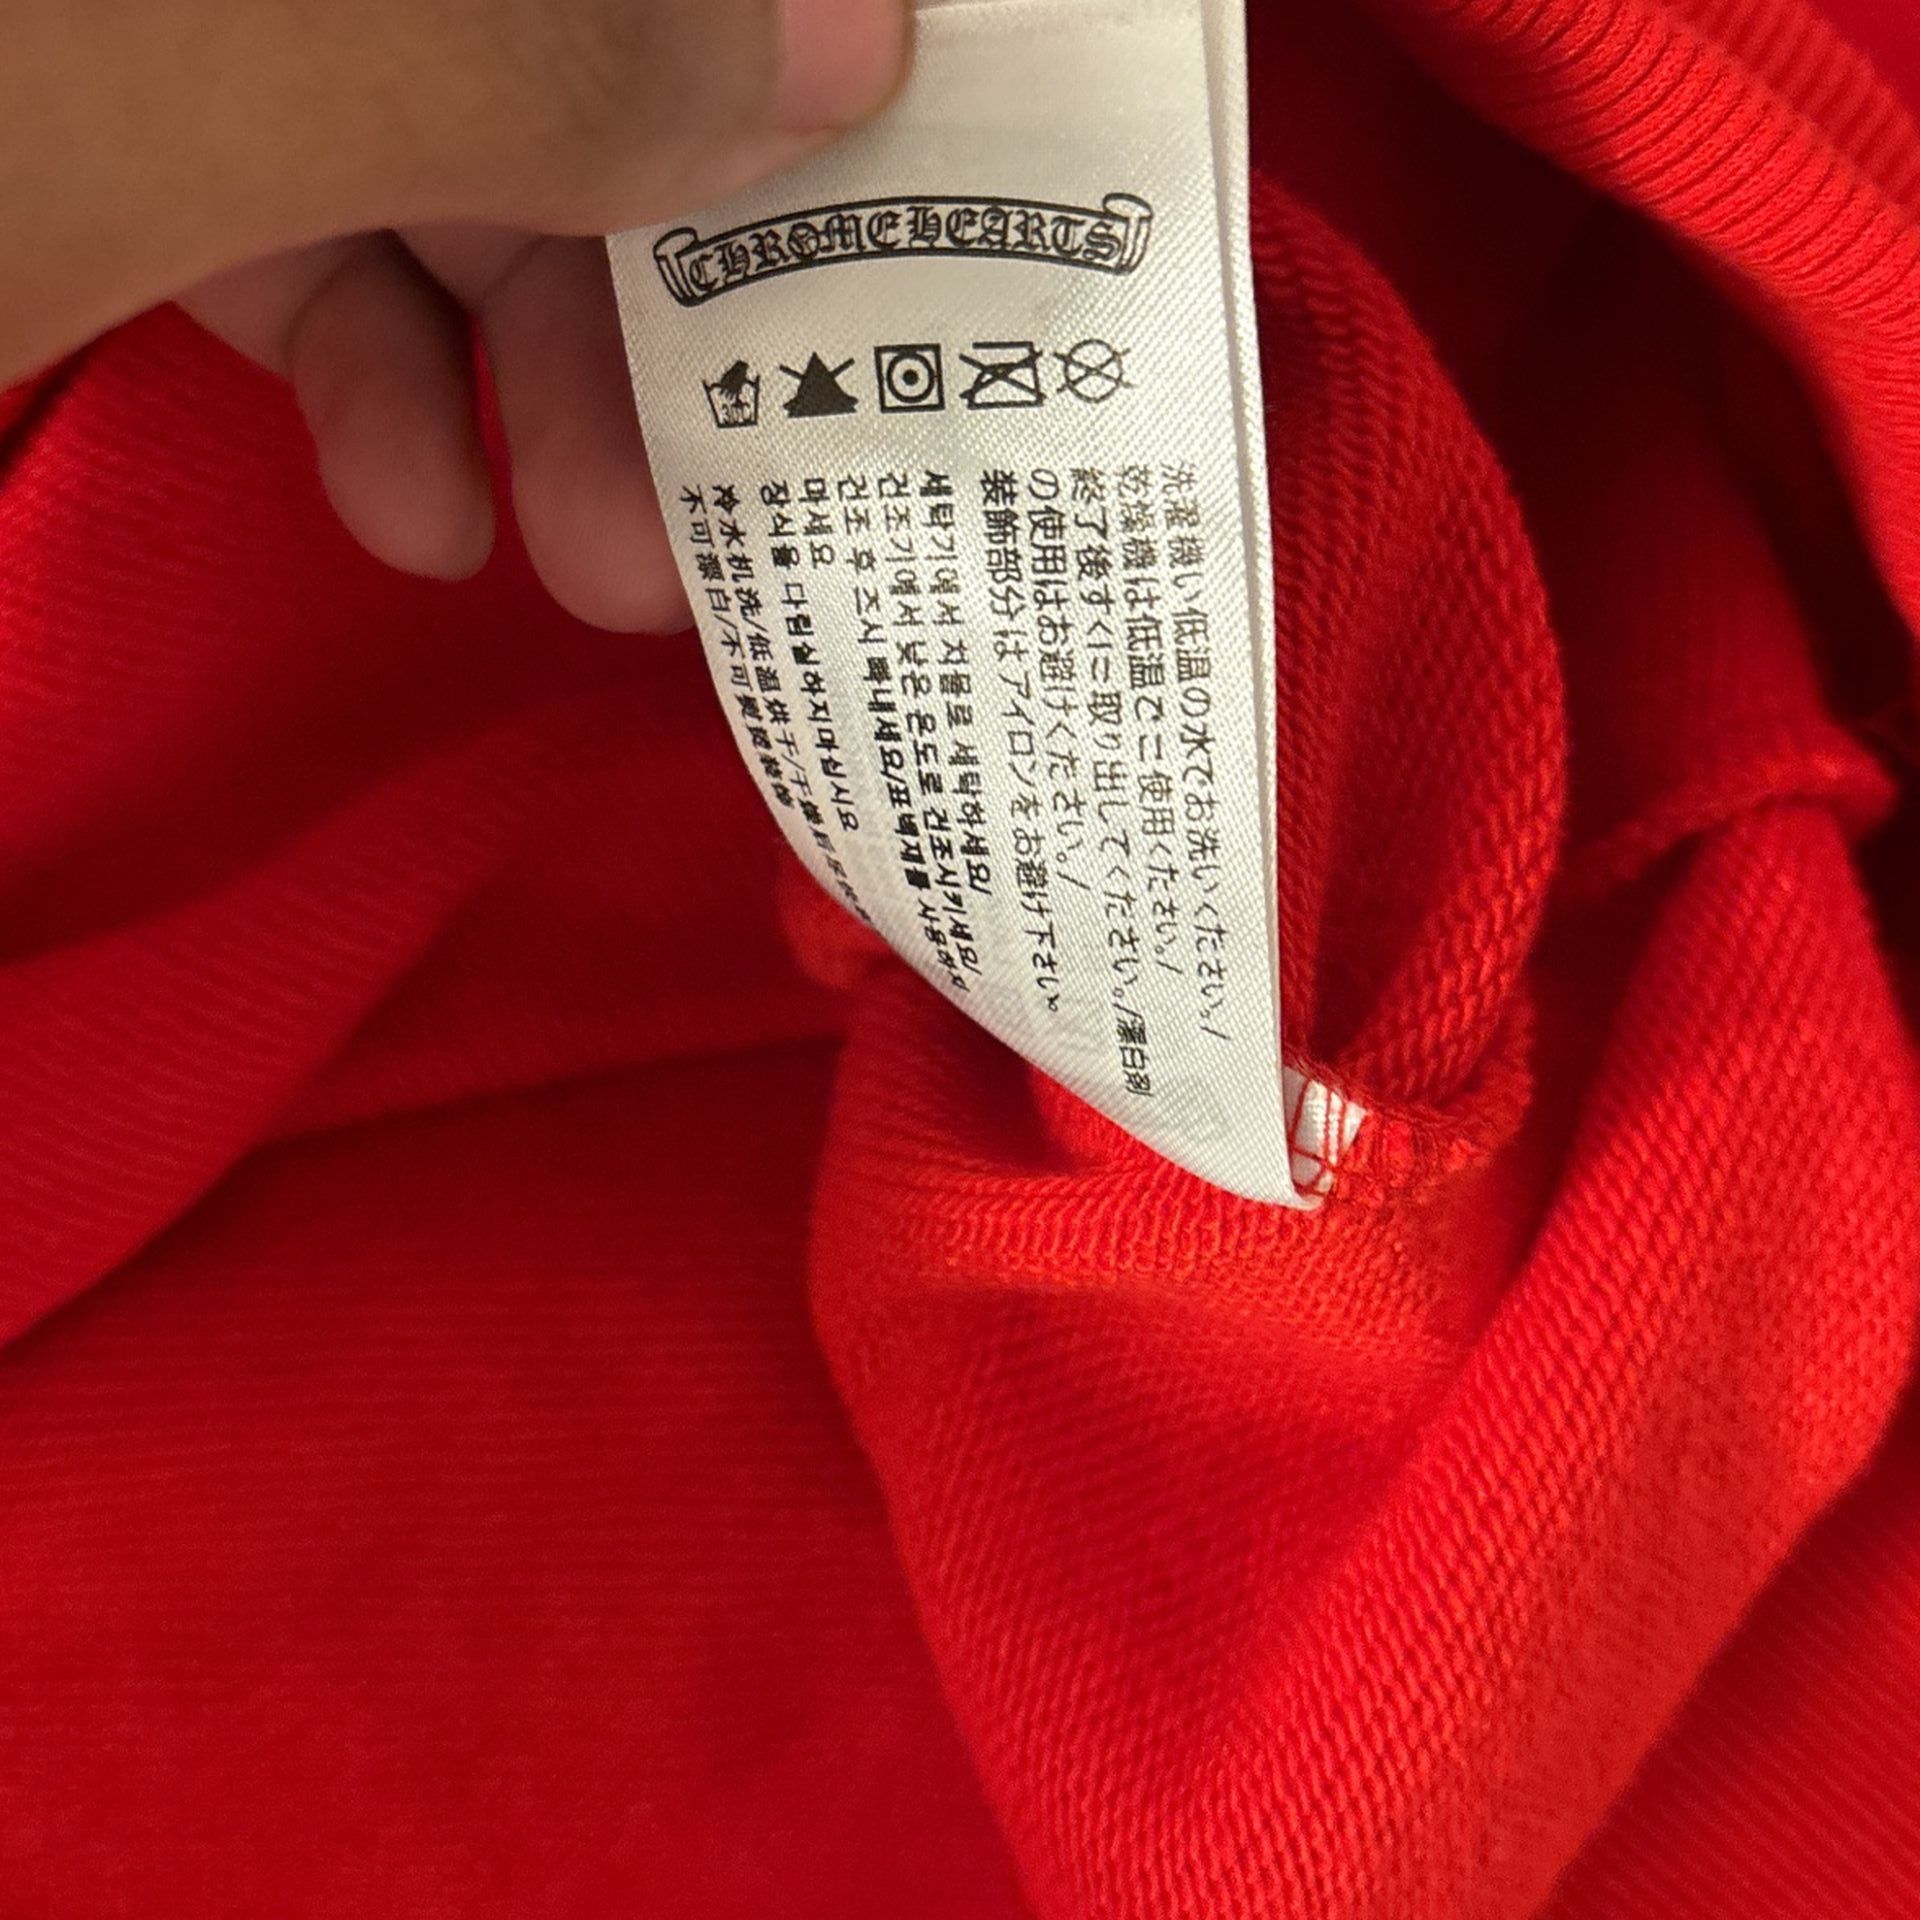 CHROME HEARTS
洗濯機い低温の水でお洗いください。/
乾燥機は低温でご使用ください。/
終了後すぐに取り出してください。/漂白剤
の使用はお避けください。/
装飾部分はアイロンをお避け下さい。
세탁기에서 찬물로 세탁하세요/
건조기에서 낮은 온도로 건조시키세요/
건조 후 즈시 빼내세요/표백제를 사용하지
마세요
장식을 다림질하지마십시오
冷水机洗/低温烘干/干燥
不可漂白/不可熨